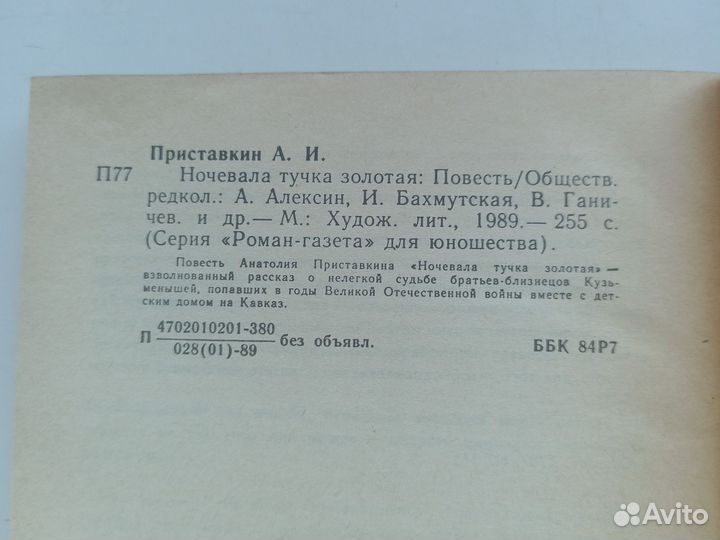 Приставкин А. И.
П77 Ночевала тучка золотая: Повесть/Обществ.
редкол.: А. Алексин, И. Бахмутская, В. Гани-
чев. и др.— М.: Худож. лит., 1989.— 255 с.
(Серия «Роман-газета» для юношества).
Повесть Анатолия Приставкина «Ночевала тучка золотая» —
взволнованный рассказ о нелегкой судьбе братьев-близнецов Кузь-
менышей, попавших в годы Великой Отечественной войны вместе с дет-
ским домом на Кавказ.
П 4702010201-380 без объявл. ББК 84Р7
028(01)-89
Avito